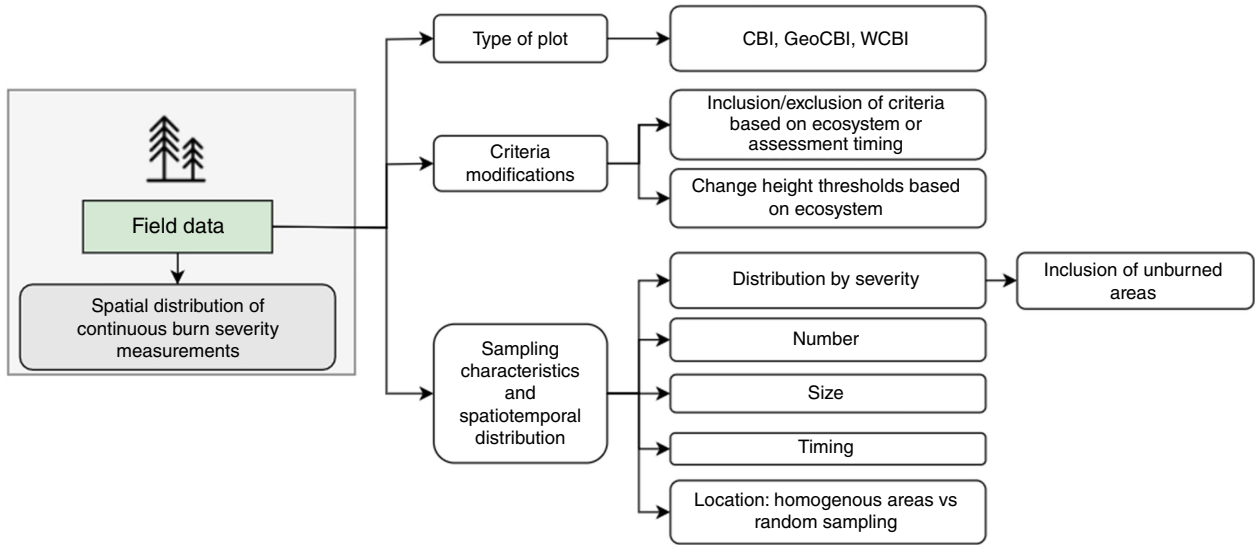 Type of plot
CBI, GeoCBI, WCBI
Criteria
modifications
Inclusion/exclusion of criteria
based on ecosystem or
assessment timing
Change height thresholds based
on ecosystem
Field data
Spatial distribution of
continuous burn severity
measurements
Sampling
characteristics
and
spatiotemporal
distribution
Distribution by severity
Inclusion of unburned
areas
Number
Size
Timing
Location: homogenous areas vs
random sampling